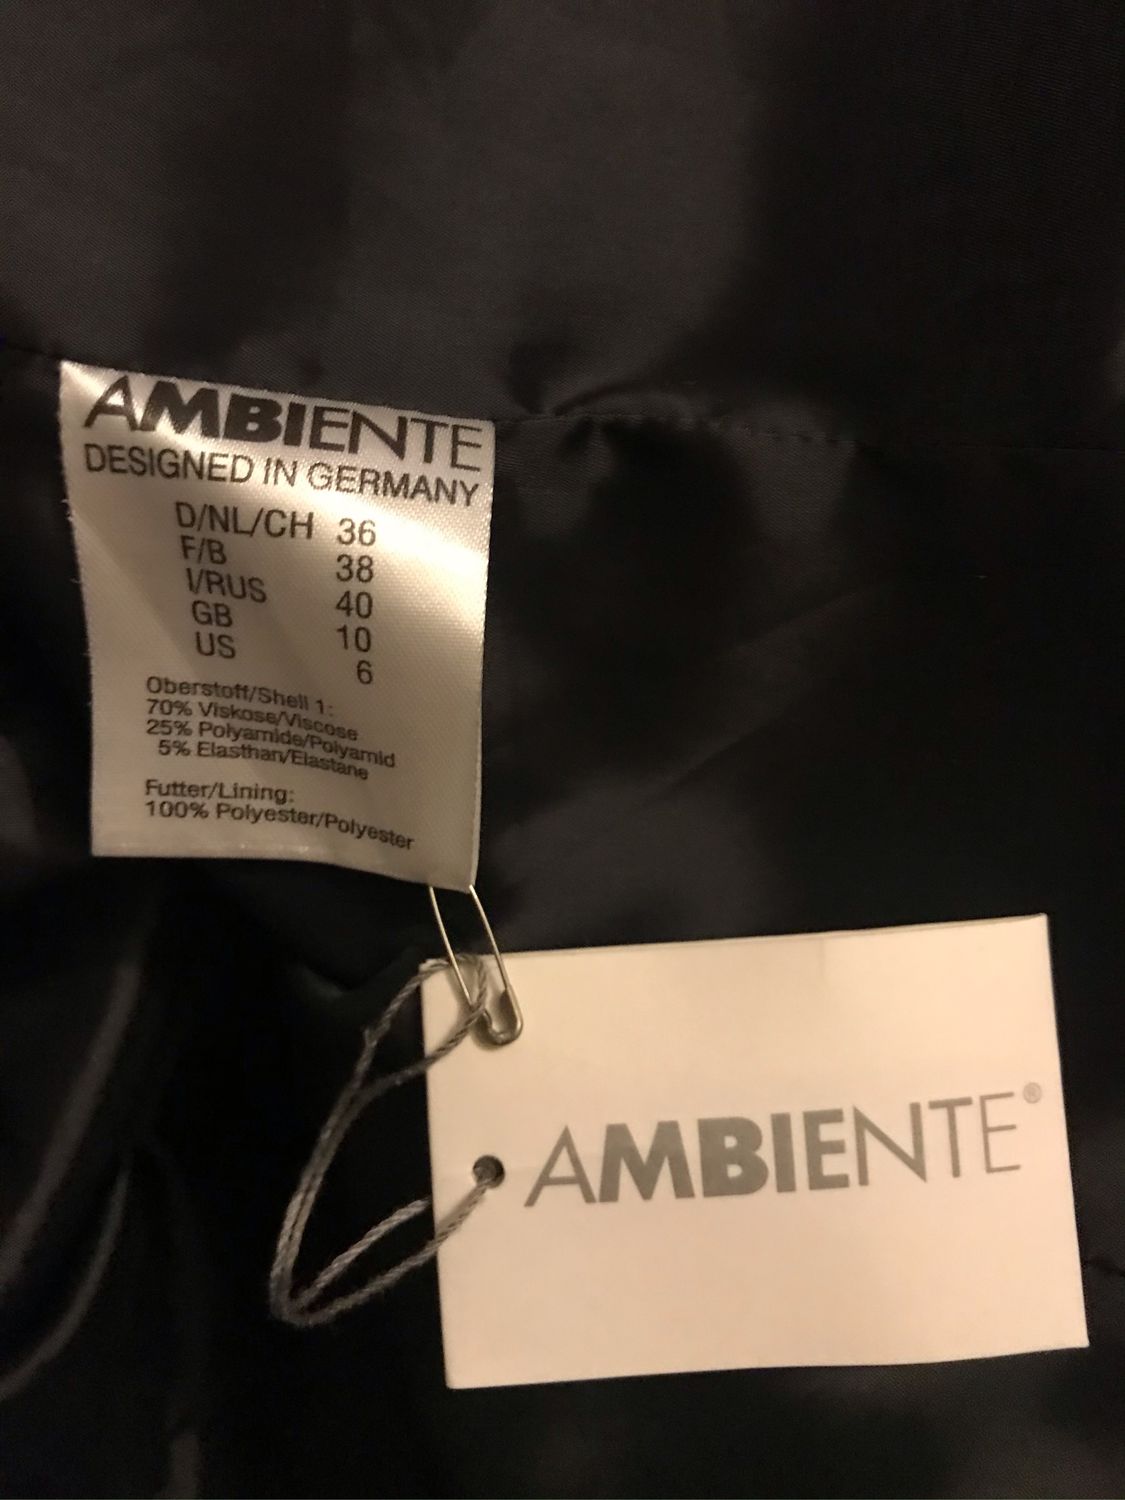 AMBIENTE
DESIGNED IN GERMANY
D/NL/CH 36
F/B 38
I/RUS 40
GB 10
US 6
Oberstoff/Shell 1:
70% Viskose/Viscose
25% Polyamide/Polyamid
5% Elasthan/Elastane
Futter/Lining:
100% Polyester/Polyester
AMBIENTE®